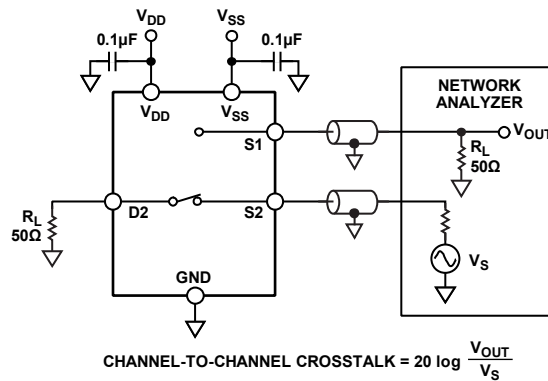 VDD
VSS
0.1µF
0.1µF
VDD
VSS
NETWORK
ANALYZER
S1
VOUT
RL
50Ω
RL
50Ω
D2
S2
VS
GND
CHANNEL-TO-CHANNEL CROSSTALK = 20 log VOUT
VS